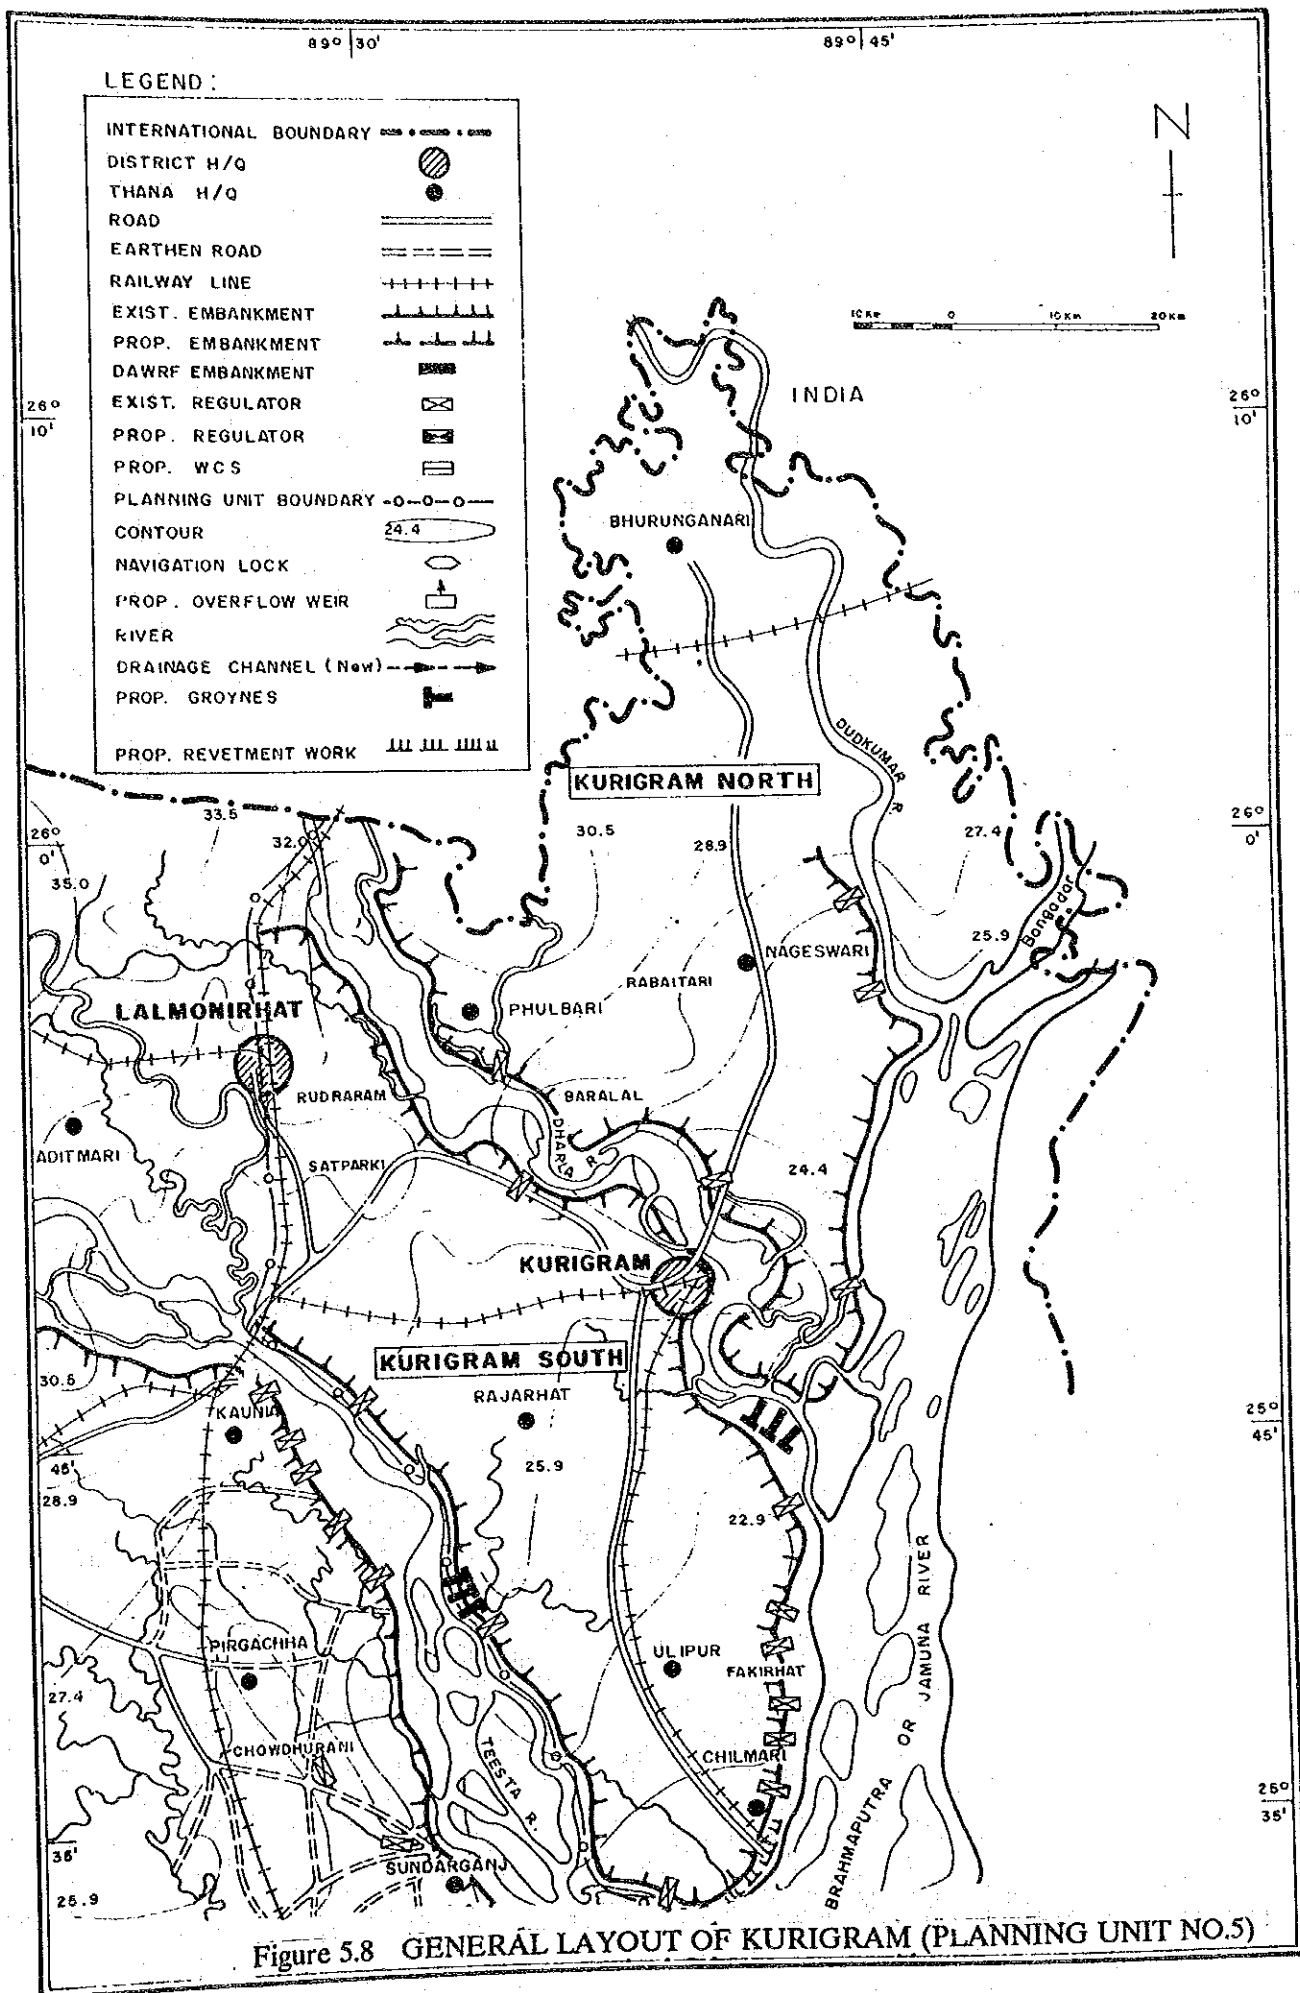 89° 30'
89° 45'
LEGEND:
INTERNATIONAL BOUNDARY
DISTRICT H/Q
THANA H/Q
ROAD
EARTHEN ROAD
RAILWAY LINE
EXIST. EMBANKMENT
PROP. EMBANKMENT
DAWRF EMBANKMENT
EXIST. REGULATOR
PROP. REGULATOR
PROP. WCS
PLANNING UNIT BOUNDARY
CONTOUR 24.4
NAVIGATION LOCK
PROP. OVERFLOW WEIR
RIVER
DRAINAGE CHANNEL (New)
PROP. GROYNES
PROP. REVETMENT WORK
N
10Km 0 10Km 20Km
INDIA
26° 10'
26° 10'
BHURUNGANARI
DUDKUMAR R.
KURIGRAM NORTH
33.5
32.0
30.5
28.9
27.4
26° 0'
26° 0'
35.0
Bangadar
25.9
NAGESWARI
RABAITARI
PHULBARI
LALMONIRHAT
RUDRARAM
BARALAL
DHARLA R.
ADITMARI
SATPARKI
24.4
KURIGRAM
KURIGRAM SOUTH
30.5
RAJARHAT
KAUNIA
25° 45'
45'
25.9
28.9
22.9
JAMUNA RIVER
OR
BRAHMAPUTRA
PIRGACHHA
ULIPUR
FAKIRHAT
27.4
CHOWDHURANI
TEESTA R.
CHILMARI
25° 35'
35'
SUNDARGANJ
25.9
Figure 5.8 GENERAL LAYOUT OF KURIGRAM (PLANNING UNIT NO.5)